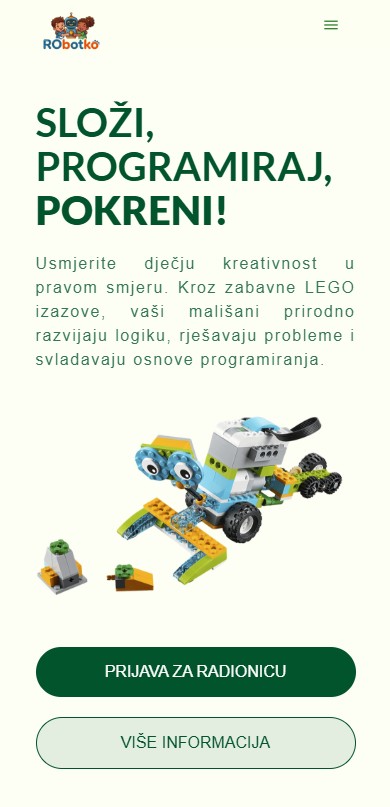 RObotko
SLOŽI,
PROGRAMIRAJ,
POKRENI!
Usmjerite dječju kreativnost u
pravom smjeru. Kroz zabavne LEGO
izazove, vaši mališani prirodno
razvijaju logiku, rješavaju probleme i
svladavaju osnove programiranja.
PRIJAVA ZA RADIONICU
VIŠE INFORMACIJA